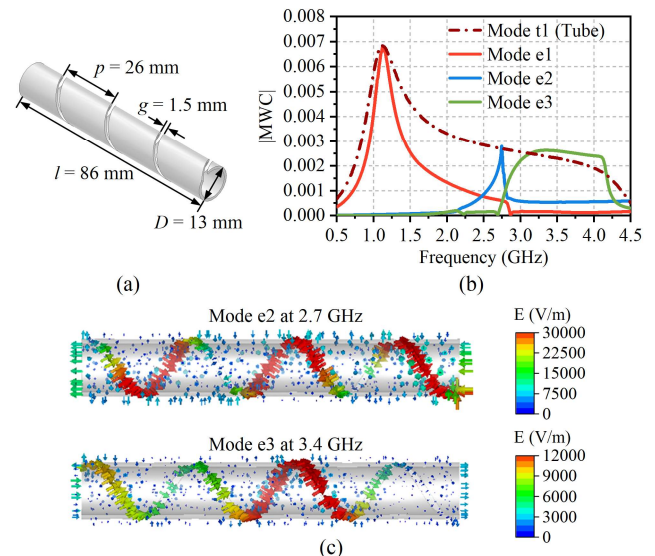 (a)
p = 26 mm
g = 1.5 mm
l = 86 mm
D = 13 mm
|MWC|
0.008
0.007
0.006
0.005
0.004
0.003
0.002
0.001
0.000
Mode t1 (Tube)
Mode e1
Mode e2
Mode e3
0.5 1.0 1.5 2.0 2.5 3.0 3.5 4.0 4.5
Frequency (GHz)
(a)
(b)
Mode e2 at 2.7 GHz
E (V/m)
30000
22500
15000
7500
0
Mode e3 at 3.4 GHz
E (V/m)
12000
9000
6000
3000
0
(c)